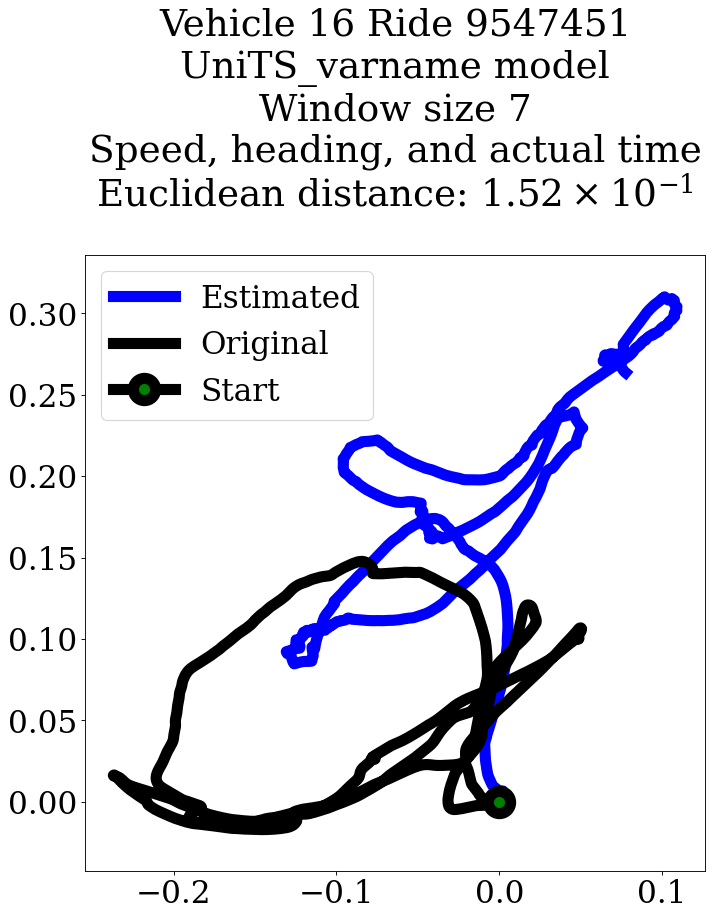 Vehicle 16 Ride 9547451
UniTS_varname model
Window size 7
Speed, heading, and actual time
Euclidean distance: 1.52 × 10⁻¹
Estimated
Original
Start
0.30
0.25
0.20
0.15
0.10
0.05
0.00
−0.2 −0.1 0.0 0.1